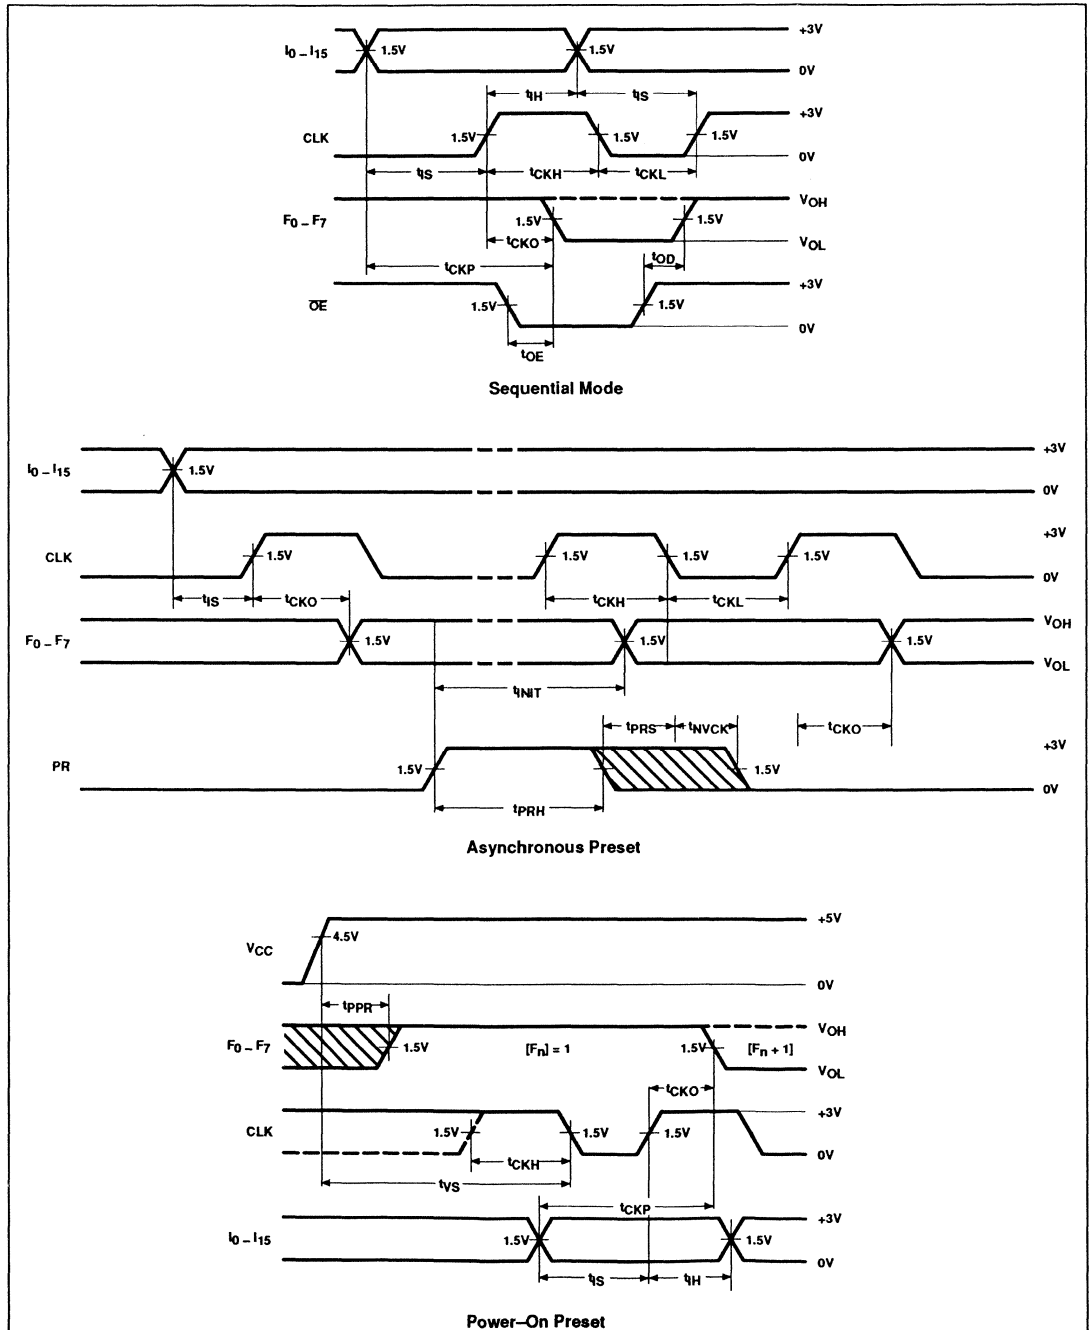 +3V
I0 – I15
1.5V
1.5V
0V
tIH
tIS
+3V
CLK
1.5V
1.5V
1.5V
0V
tIS
tCKH
tCKL
VOH
F0 – F7
1.5V
1.5V
VOL
tCKO
tOD
tCKP
+3V
OE
1.5V
1.5V
0V
tOE
Sequential Mode
+3V
I0 – I15
1.5V
0V
+3V
CLK
1.5V
1.5V
1.5V
0V
tIS
tCKO
tCKH
tCKL
VOH
F0 – F7
1.5V
1.5V
1.5V
VOL
tINIT
tPRS
tNVCK
tCKO
+3V
PR
1.5V
1.5V
0V
tPRH
Asynchronous Preset
+5V
VCC
4.5V
0V
tPPR
VOH
F0 – F7
1.5V
[Fn] = 1
1.5V
[Fn + 1]
VOL
tCKO
+3V
CLK
1.5V
1.5V
1.5V
0V
tCKH
tVS
tCKP
+3V
I0 – I15
1.5V
1.5V
0V
tIS
tIH
Power–On Preset